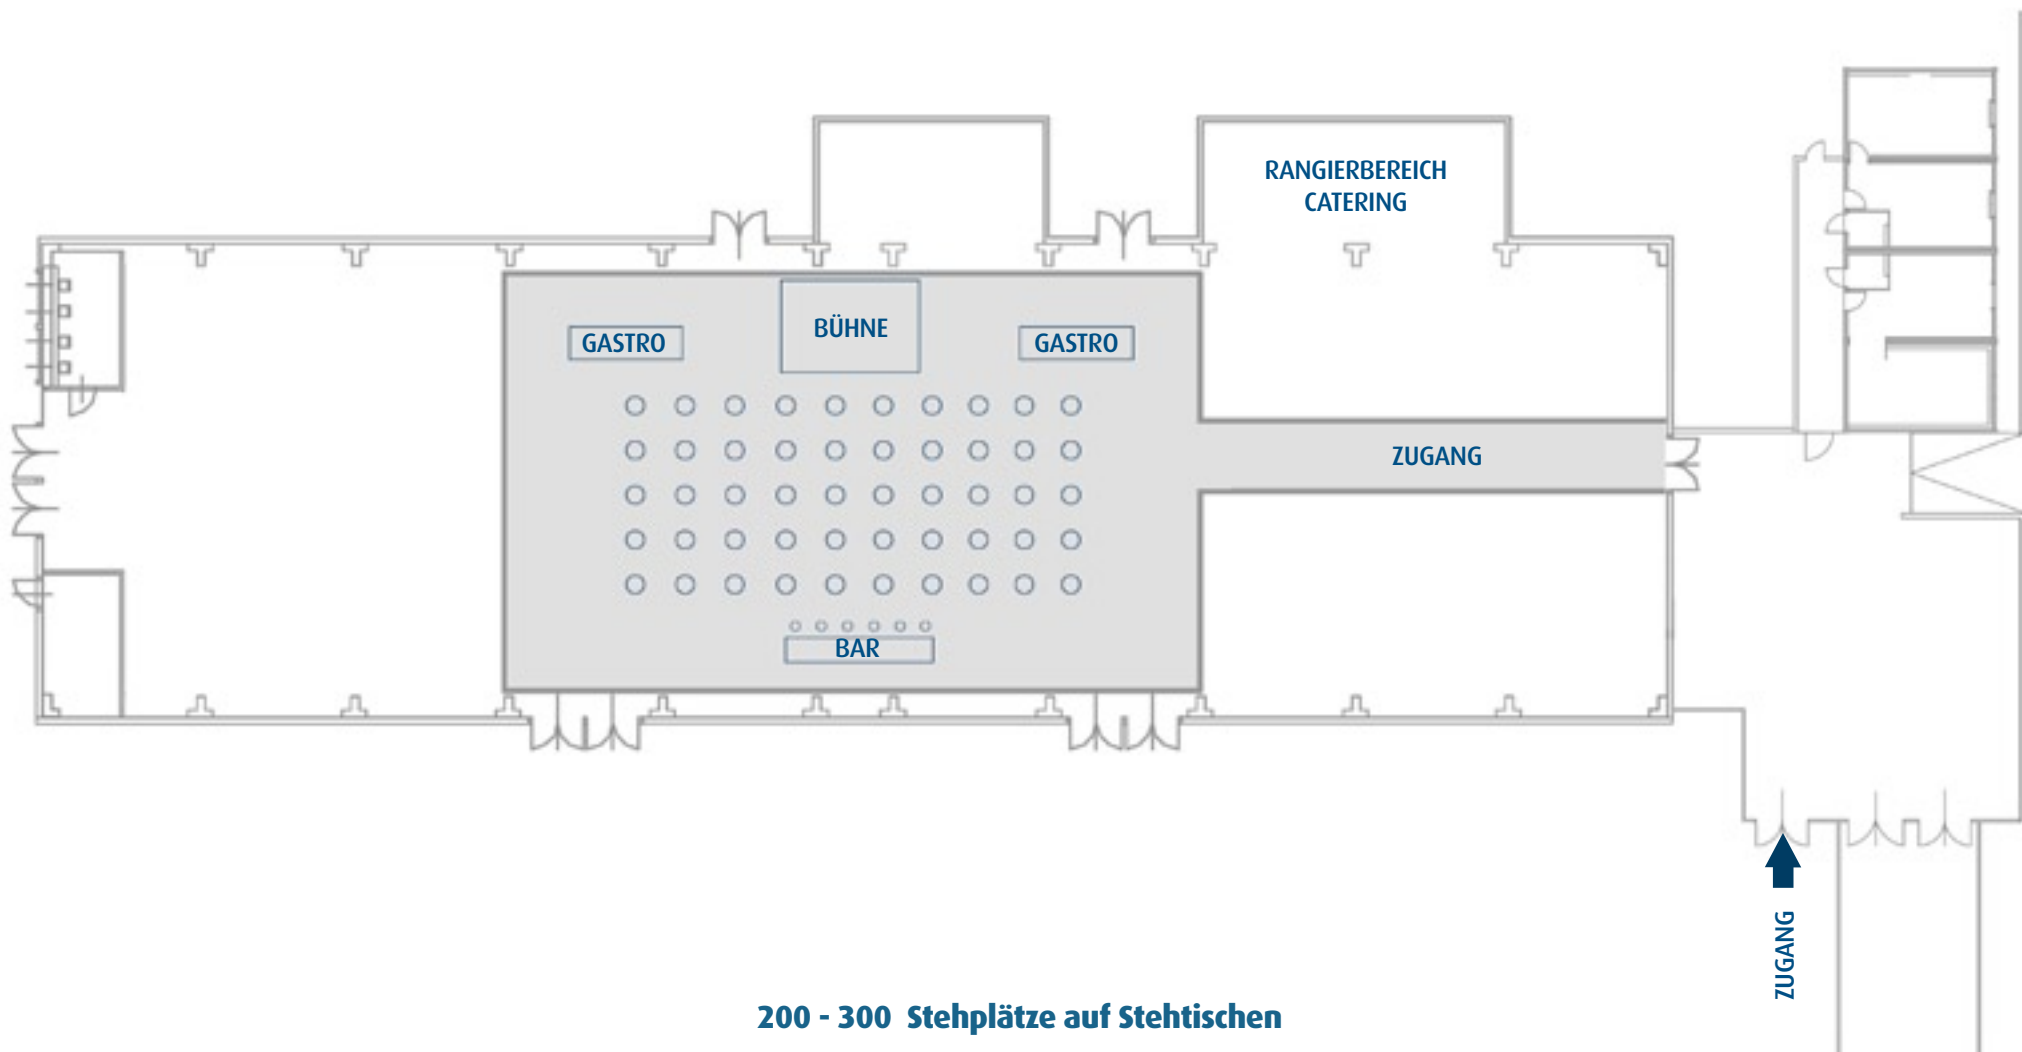 RANGIERBEREICH
CATERING
BÜHNE
GASTRO
GASTRO
ZUGANG
BAR
ZUGANG
200 - 300 Stehplätze auf Stehtischen